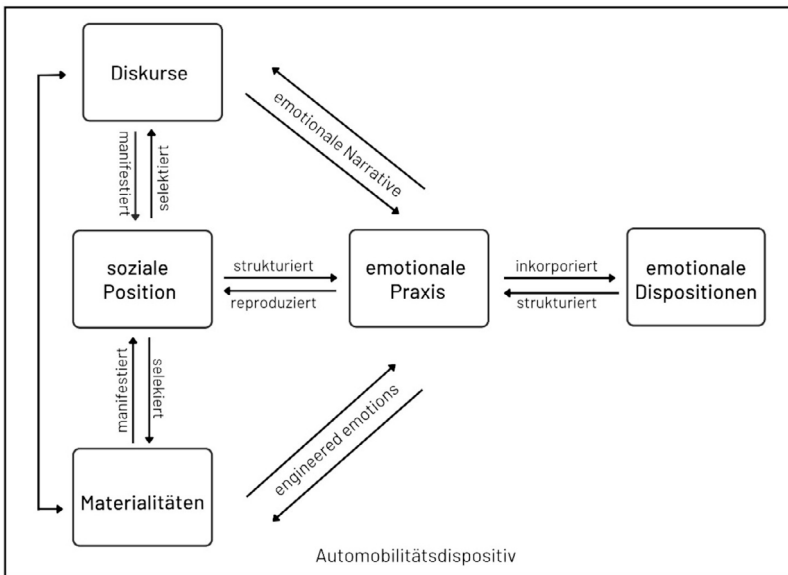 Diskurse
emotionale Narrative
manifestiert
selektiert
soziale
Position
strukturiert
reproduziert
emotionale
Praxis
inkorporiert
strukturiert
emotionale
Dispositionen
manifestiert
selekiert
engineered emotions
Materialitäten
Automobilitätsdispositiv